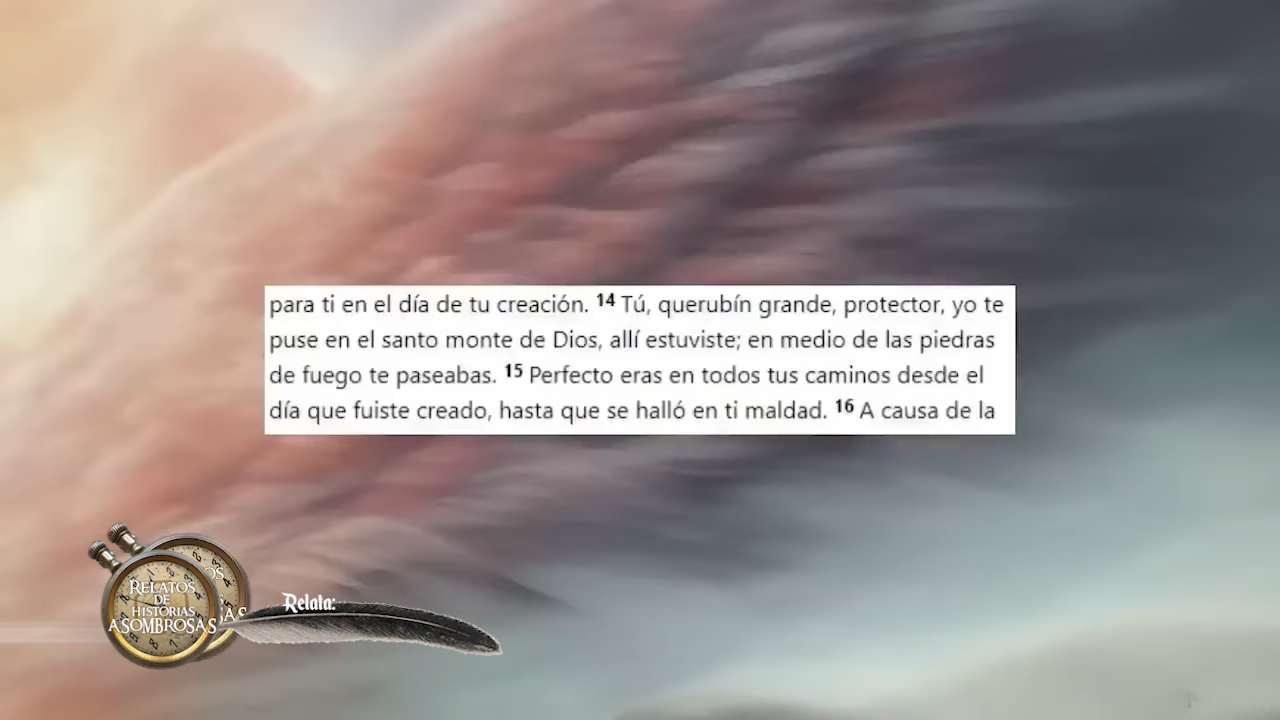 para ti en el día de tu creación. 14 Tú, querubín grande, protector, yo te
puse en el santo monte de Dios, allí estuviste; en medio de las piedras
de fuego te paseabas. 15 Perfecto eras en todos tus caminos desde el
día que fuiste creado, hasta que se halló en ti maldad. 16 A causa de la
RELATOS
DE
HISTORIAS
ASOMBROSAS
Relata: